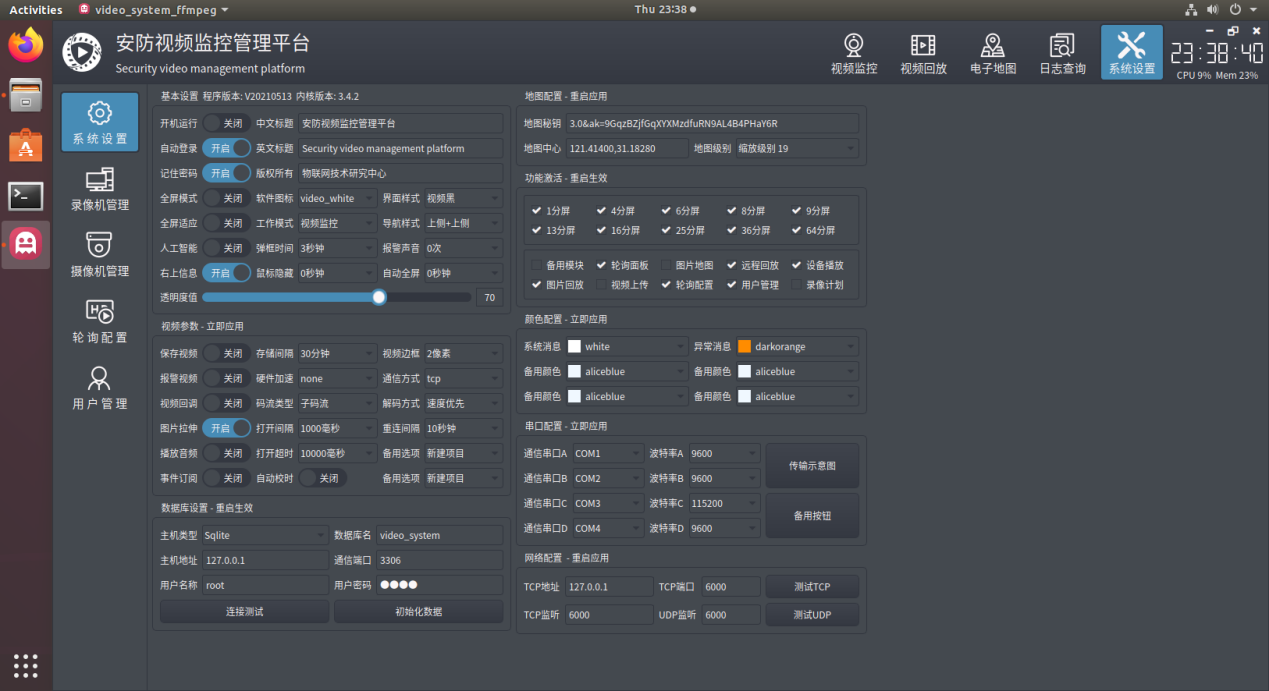 Activities video_system_ffmpeg Thu 23:38
安防视频监控管理平台
Security video management platform
视频监控 视频回放 电子地图 日志查询 系统设置
23:38:40
CPU 9% Mem 23%
系统设置
录像机管理
摄像机管理
轮询配置
用户管理
基本设置 程序版本: V20210513 内核版本: 3.4.2
开机运行 关闭 中文标题 安防视频监控管理平台
自动登录 开启 英文标题 Security video management platform
记住密码 开启 版权所有 物联网技术研究中心
全屏模式 关闭 软件图标 video_white 界面样式 视频黑
全屏适应 关闭 工作模式 视频监控 导航样式 上侧+上侧
人工智能 关闭 弹框时间 3秒钟 报警声音 0次
右上信息 开启 鼠标隐藏 0秒钟 自动全屏 0秒钟
透明度值 70
视频参数 - 立即应用
保存视频 关闭 存储间隔 30分钟 视频边框 2像素
报警视频 关闭 硬件加速 none 通信方式 tcp
视频回调 关闭 码流类型 子码流 解码方式 速度优先
图片拉伸 开启 打开间隔 1000毫秒 重连间隔 10秒钟
播放音频 关闭 打开超时 10000毫秒 备用选项 新建项目
事件订阅 关闭 自动校时 关闭 备用选项 新建项目
数据库设置 - 重启生效
主机类型 Sqlite 数据库名 video_system
主机地址 127.0.0.1 通信端口 3306
用户名称 root 用户密码 ●●●●
连接测试 初始化数据
地图配置 - 重启应用
地图秘钥 3.0&ak=9GqzBZjfGqXYXMzdfuRN9AL4B4PHaY6R
地图中心 121.41400,31.18280 地图级别 缩放级别 19
功能激活 - 重启生效
1分屏 4分屏 6分屏 8分屏 9分屏
13分屏 16分屏 25分屏 36分屏 64分屏
备用模块 轮询面板 图片地图 远程回放 设备播放
图片回放 视频上传 轮询配置 用户管理 录像计划
颜色配置 - 立即应用
系统消息 white 异常消息 darkorange
备用颜色 aliceblue 备用颜色 aliceblue
备用颜色 aliceblue 备用颜色 aliceblue
串口配置 - 立即应用
通信串口A COM1 波特率A 9600 传输示意图
通信串口B COM2 波特率B 9600
通信串口C COM3 波特率C 115200 备用按钮
通信串口D COM4 波特率D 9600
网络配置 - 重启应用
TCP地址 127.0.0.1 TCP端口 6000 测试TCP
TCP监听 6000 UDP监听 6000 测试UDP